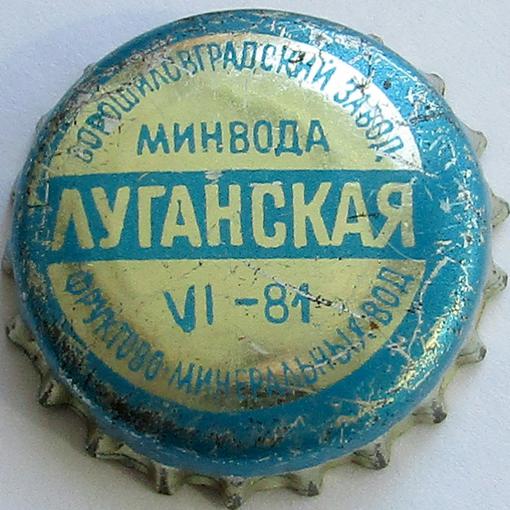 ВОРОШИЛОВГРАДСКИЙ ЗАВОД
МИНВОДА
ЛУГАНСКАЯ
VI-81
ФРУКТОВО-МИНЕРАЛЬНЫХ ВОД